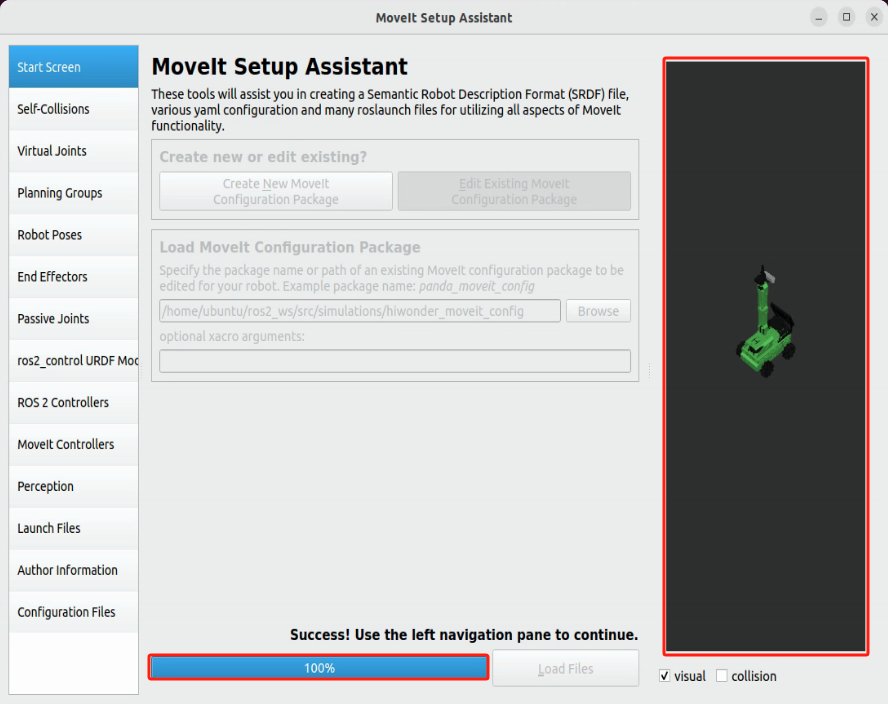 MoveIt Setup Assistant
Start Screen
Self-Collisions
Virtual Joints
Planning Groups
Robot Poses
End Effectors
Passive Joints
ros2_control URDF Mod
ROS 2 Controllers
MoveIt Controllers
Perception
Launch Files
Author Information
Configuration Files
MoveIt Setup Assistant
These tools will assist you in creating a Semantic Robot Description Format (SRDF) file,
various yaml configuration and many roslaunch files for utilizing all aspects of MoveIt
functionality.
Create new or edit existing?
Create New MoveIt
Configuration Package
Edit Existing MoveIt
Configuration Package
Load MoveIt Configuration Package
Specify the package name or path of an existing MoveIt configuration package to be
edited for your robot. Example package name: panda_moveit_config
/home/ubuntu/ros2_ws/src/simulations/hiwonder_moveit_config
Browse
optional xacro arguments:
Success! Use the left navigation pane to continue.
100%
Load Files
visual
collision